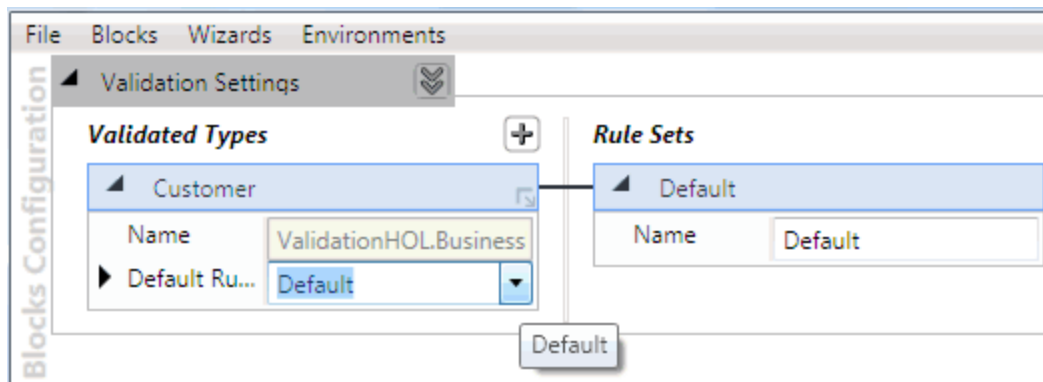 File Blocks Wizards Environments
Blocks Configuration
Validation Settings
Validated Types
Rule Sets
Customer
Default
Name ValidationHOL.Business
Name Default
Default Ru... Default
Default